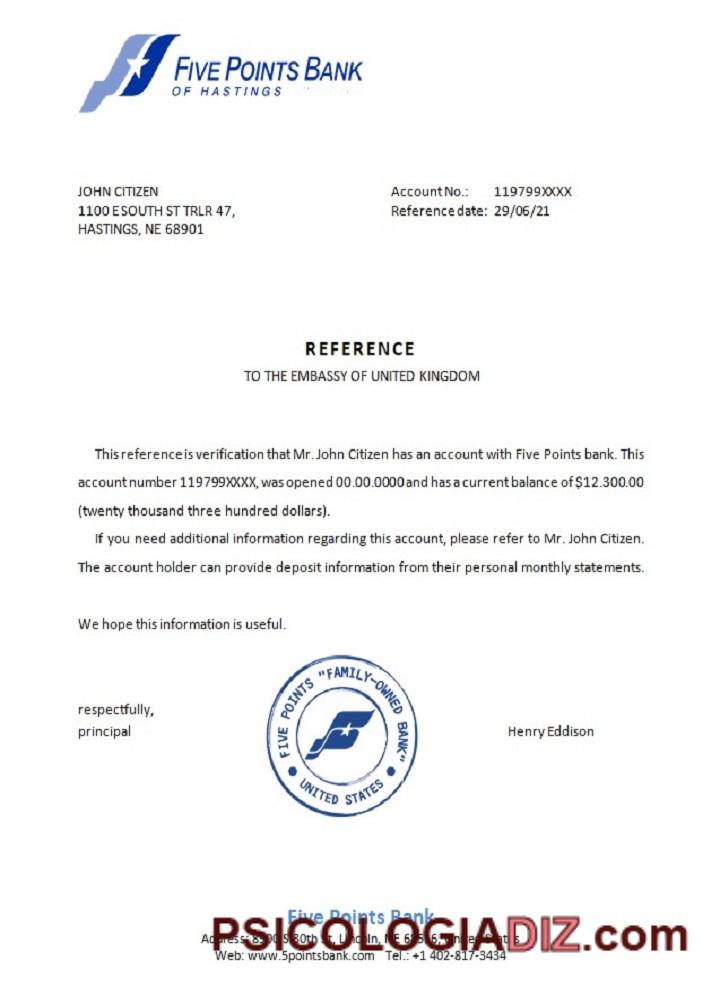 FIVE POINTS BANK
OF HASTINGS
JOHN CITIZEN
1100 E SOUTH ST TRLR 47,
HASTINGS, NE 68901
Account No.: 119799XXXX
Reference date: 29/06/21
REFERENCE
TO THE EMBASSY OF UNITED KINGDOM
This reference is verification that Mr. John Citizen has an account with Five Points bank. This
account number 119799XXXX, was opened 00.00.0000 and has a current balance of $12.300.00
(twenty thousand three hundred dollars).
If you need additional information regarding this account, please refer to Mr. John Citizen.
The account holder can provide deposit information from their personal monthly statements.
We hope this information is useful.
respectfully,
principal
FIVE POINTS "FAMILY-OWNED BANK"
UNITED STATES
Henry Eddison
Five Points Bank
Address: St, Lincoln, NE United States
PSICOLOGIADIZ.com
Web: www.5pointsbank.com Tel.: +1 402-817-3434